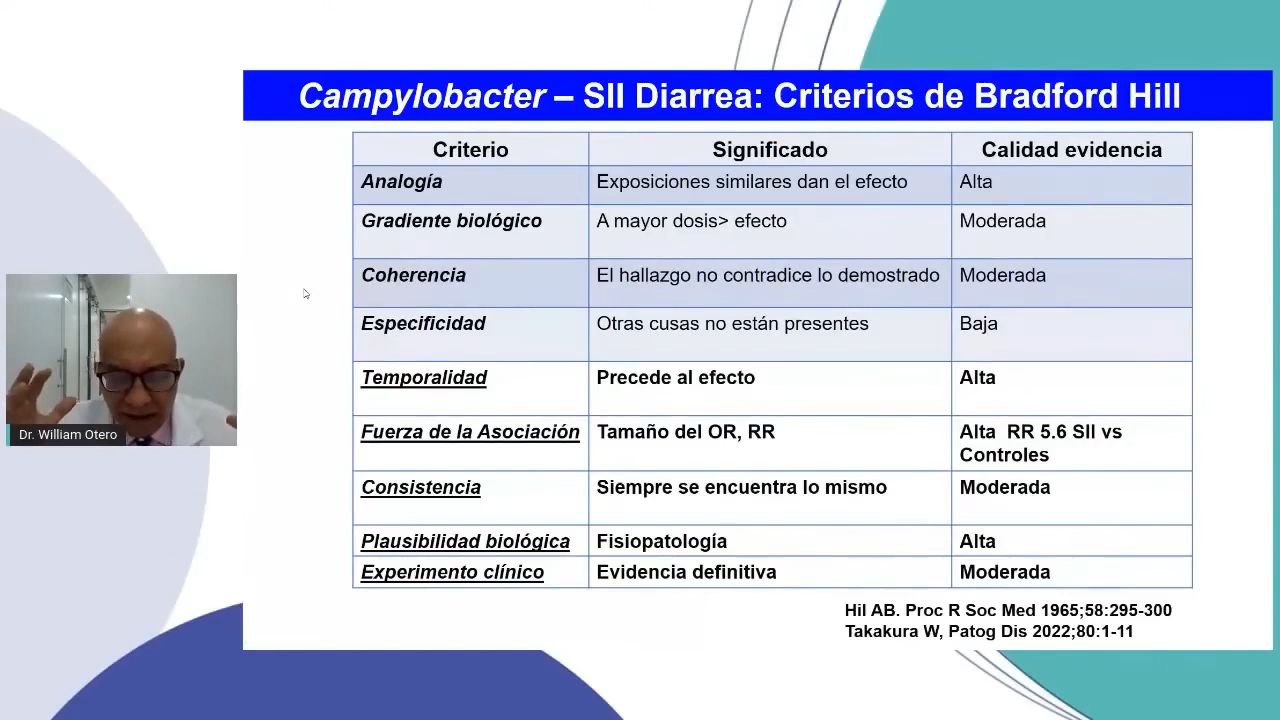 Campylobacter – SII Diarrea: Criterios de Bradford Hill
Criterio Significado Calidad evidencia
Analogía Exposiciones similares dan el efecto Alta
Gradiente biológico A mayor dosis> efecto Moderada
Coherencia El hallazgo no contradice lo demostrado Moderada
Especificidad Otras cusas no están presentes Baja
Temporalidad Precede al efecto Alta
Fuerza de la Asociación Tamaño del OR, RR Alta RR 5.6 SII vs
Controles
Consistencia Siempre se encuentra lo mismo Moderada
Plausibilidad biológica Fisiopatología Alta
Experimento clínico Evidencia definitiva Moderada
Hil AB. Proc R Soc Med 1965;58:295-300
Takakura W, Patog Dis 2022;80:1-11
Dr. William Otero